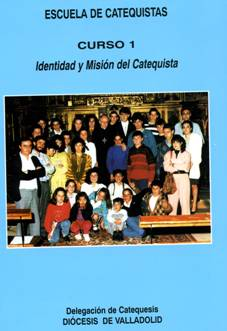 ESCUELA DE CATEQUISTAS
CURSO 1
Identidad y Misión del Catequista
Delegación de Catequesis
DIÓCESIS DE VALLADOLID